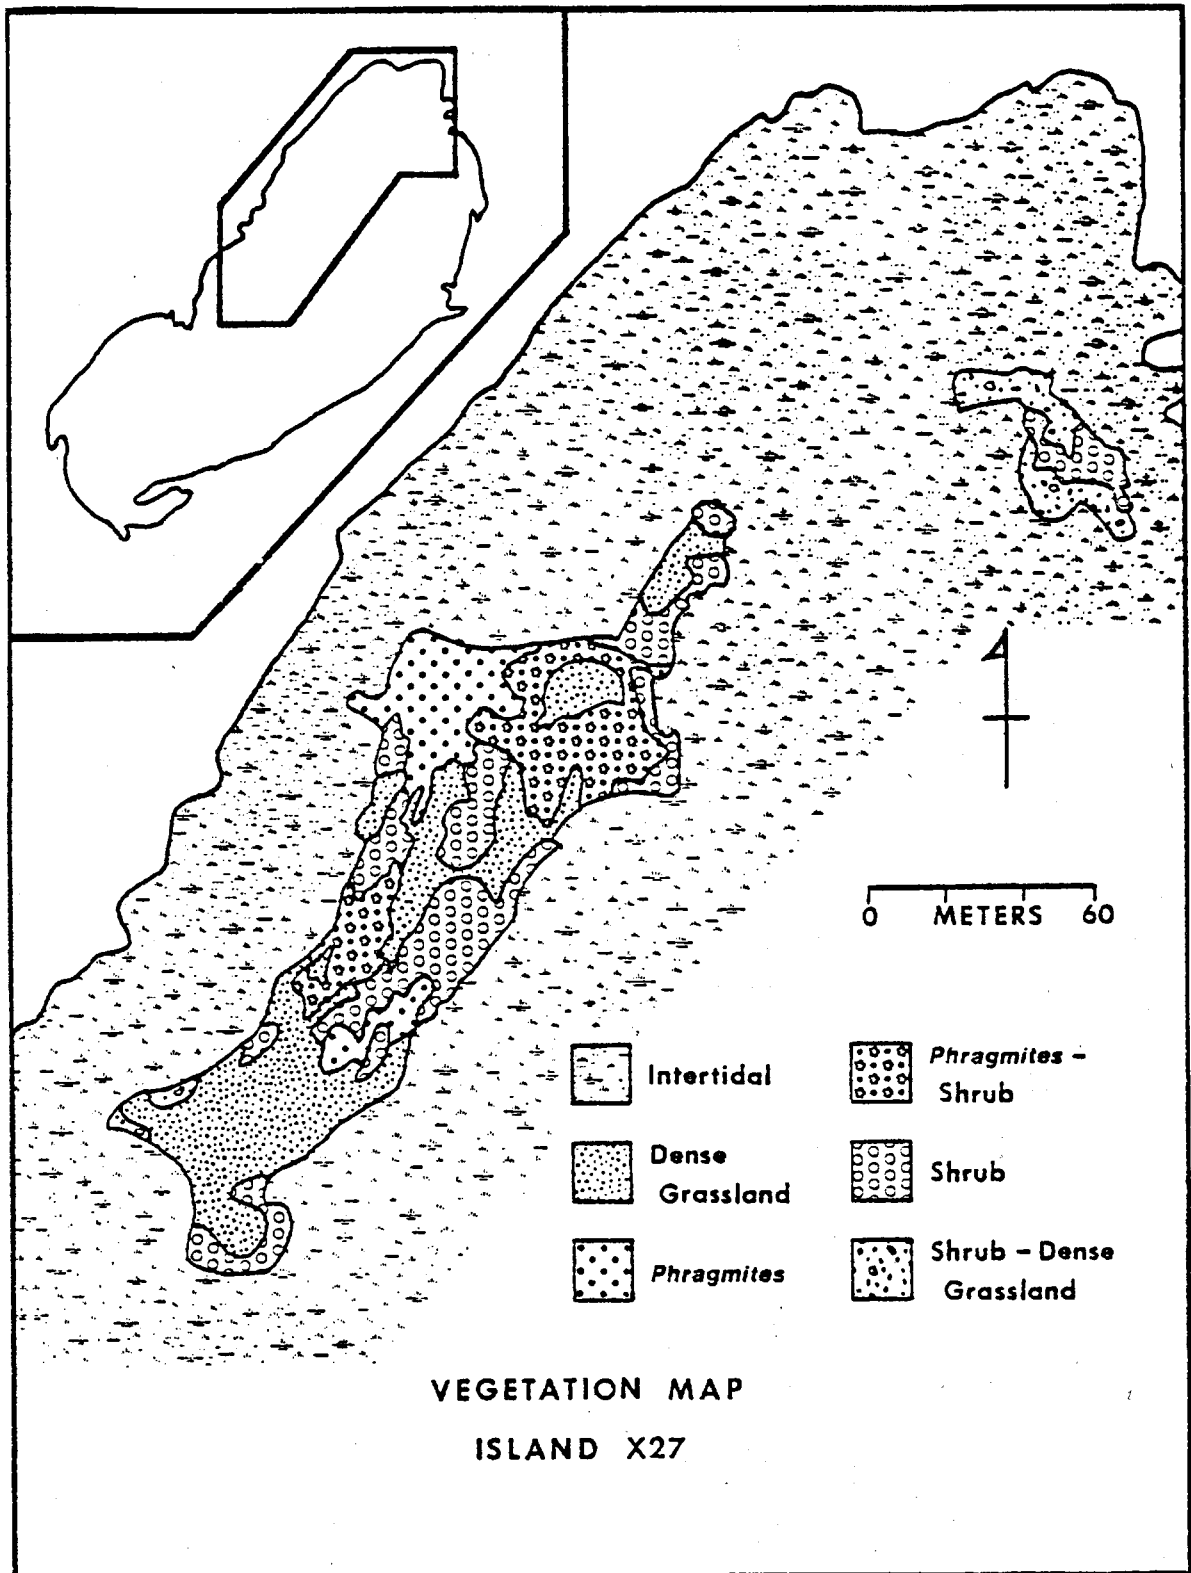 0 METERS 60
Intertidal
Dense
Grassland
Phragmites
Phragmites –
Shrub
Shrub
Shrub – Dense
Grassland
VEGETATION MAP
ISLAND X27